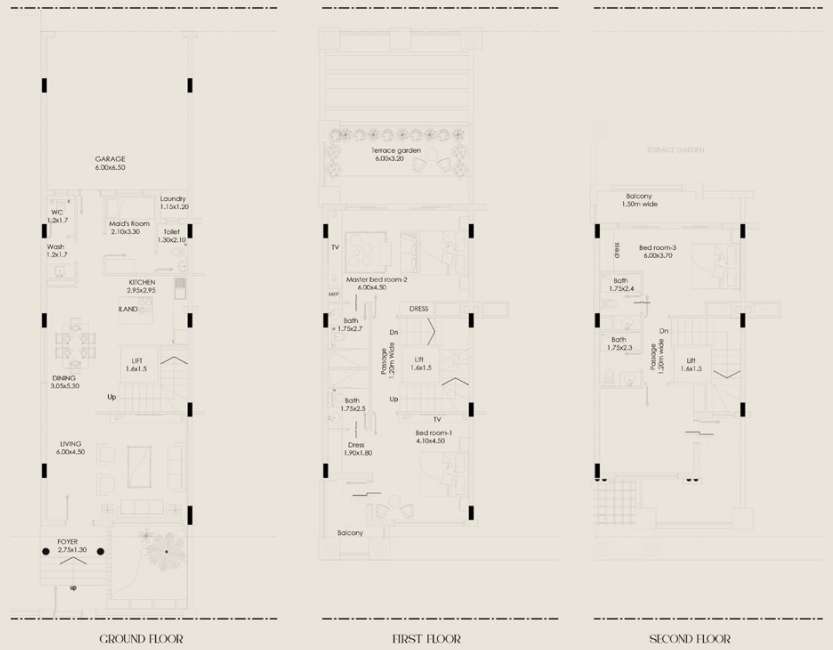 GARAGE
6.00x6.50
WC
1.2x1.7
Wash
1.2x1.7
Maid's Room
2.10x3.30
Laundry
1.15x1.20
Toilet
1.30x2.10
KITCHEN
2.95x2.95
ILAND
LIFT
1.6x1.5
DINING
3.05x5.30
Up
LIVING
6.00x4.50
FOYER
2.75x1.30
up
GROUND FLOOR
Terrace garden
6.00x3.20
TV
Master bed room-2
6.00x4.50
MEP
DRESS
Bath
1.75x2.7
Dn
Passage
1.20m Wide
Lift
1.6x1.5
Up
Bath
1.75x2.5
TV
Bed room-1
4.10x4.50
Dress
1.90x1.80
Balcony
FIRST FLOOR
TERRACE GARDEN
Balcony
1.50m wide
dress
Bed room-3
6.00x3.70
Bath
1.75x2.4
Dn
Bath
1.75x2.3
Passage
1.20m wide
Lift
1.6x1.5
SECOND FLOOR